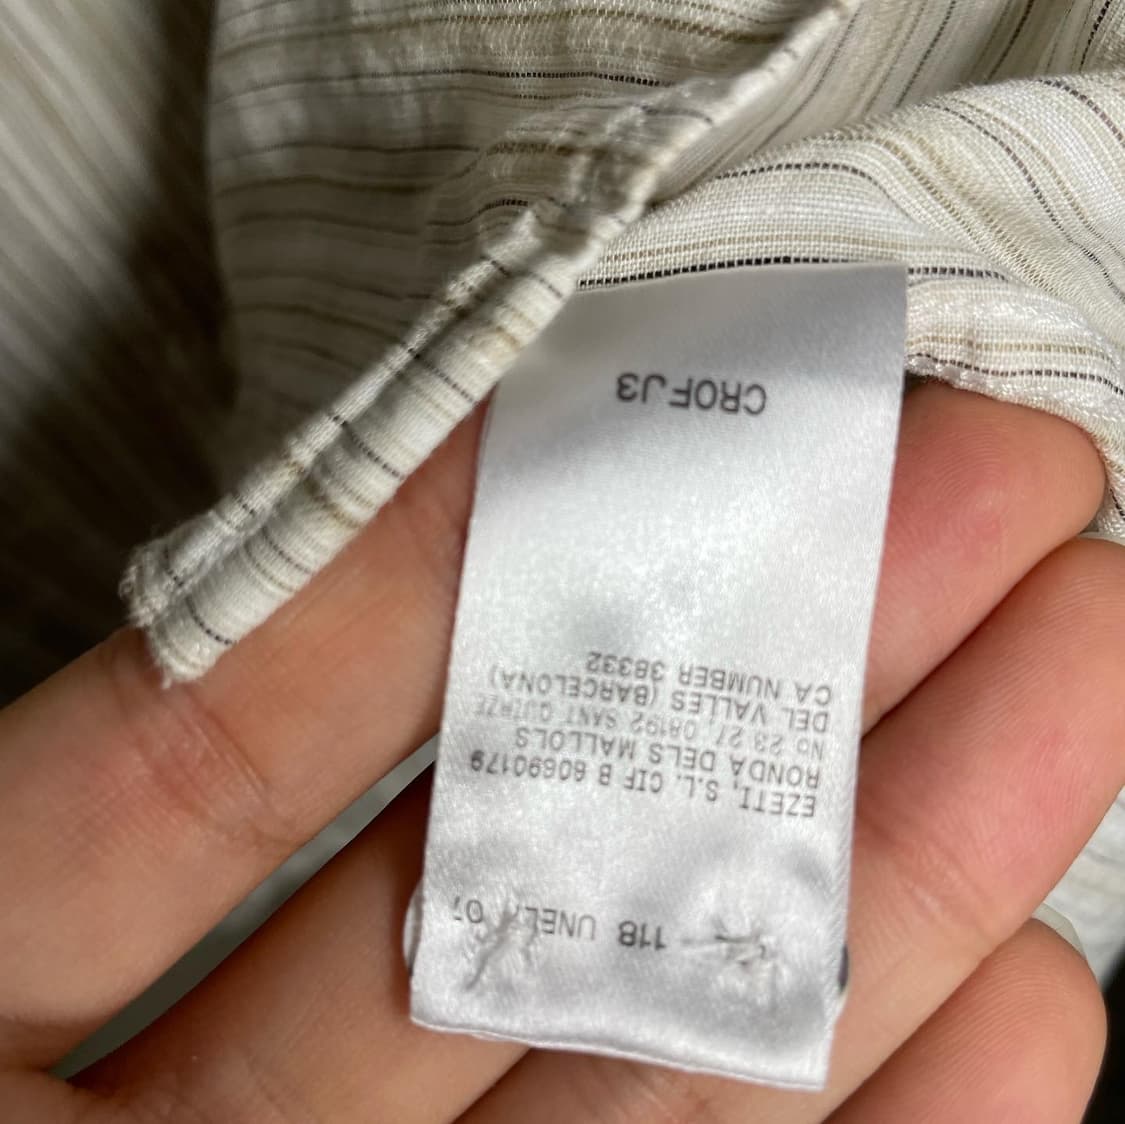 118 UNEL
EZETI, S.L. CIF B 60690179
RONDA DELS MALLOLS
No 23 27 08192 SANT QUIRZE
DEL VALLES (BARCELONA)
CA NUMBER 38332
CROFJ3